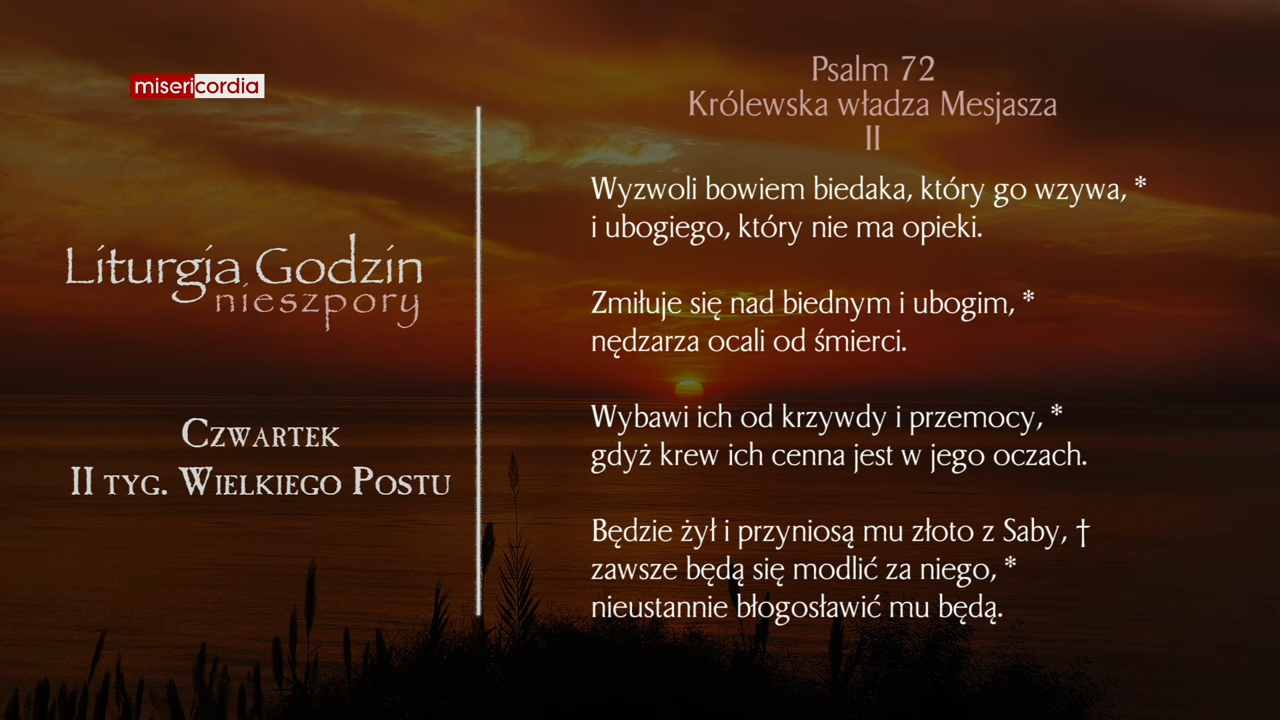 misericordia
Liturgia Godzin
nieszpory
Czwartek
II tyg. Wielkiego Postu
Psalm 72
Królewska władza Mesjasza
II
Wyzwoli bowiem biedaka, który go wzywa, *
i ubogiego, który nie ma opieki.
Zmiłuje się nad biednym i ubogim, *
nędzarza ocali od śmierci.
Wybawi ich od krzywdy i przemocy, *
gdyż krew ich cenna jest w jego oczach.
Będzie żył i przyniosą mu złoto z Saby, †
zawsze będą się modlić za niego, *
nieustannie błogosławić mu będą.